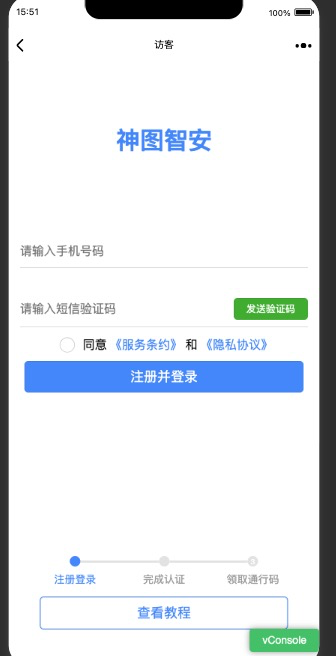 15:51
100%
访客
神图智安
请输入手机号码
请输入短信验证码
发送验证码
同意 《服务条约》 和 《隐私协议》
注册并登录
注册登录 完成认证 领取通行码
查看教程
vConsole